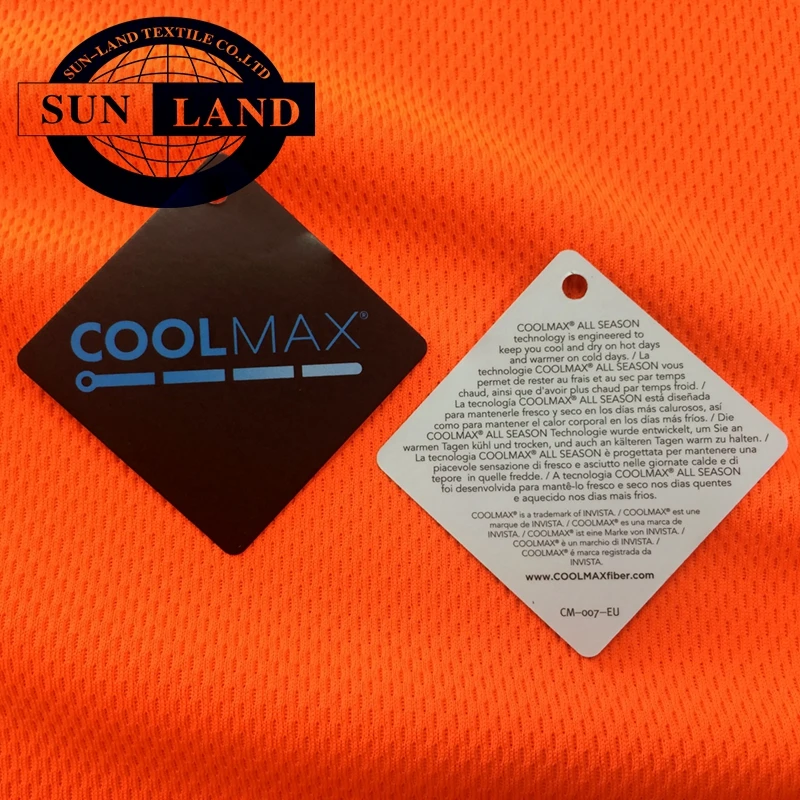 SUN-LAND TEXTILE CO.,LTD
SUN LAND
COOLMAX®
COOLMAX® ALL SEASON
technology is engineered to
keep you cool and dry on hot days
and warmer on cold days. / La
technologie COOLMAX® ALL SEASON vous
permet de rester au frais et au sec par temps
chaud, ainsi que d'avoir plus chaud par temps froid. /
La tecnología COOLMAX® ALL SEASON está diseñada
para mantenerle fresco y seco en los días más calurosos, así
como para mantener el calor corporal en los días más fríos. / Die
COOLMAX® ALL SEASON Technologie wurde entwickelt, um Sie an
warmen Tagen kühl und trocken, und auch an kälteren Tagen warm zu halten. /
La tecnologia COOLMAX® ALL SEASON è progettata per mantenere una
piacevole sensazione di fresco e asciutto nelle giornate calde e di
tepore in quelle fredde. / A tecnologia COOLMAX® ALL SEASON
foi desenvolvida para mantê-lo fresco e seco nos dias quentes
e aquecido nos dias mais frios.
COOLMAX® is a trademark of INVISTA. / COOLMAX® est une
marque de INVISTA. / COOLMAX® es una marca de
INVISTA. / COOLMAX® ist eine Marke von INVISTA. /
COOLMAX® è un marchio di INVISTA. /
COOLMAX® é marca registrada da
INVISTA.
www.COOLMAXfiber.com
CM-007-EU